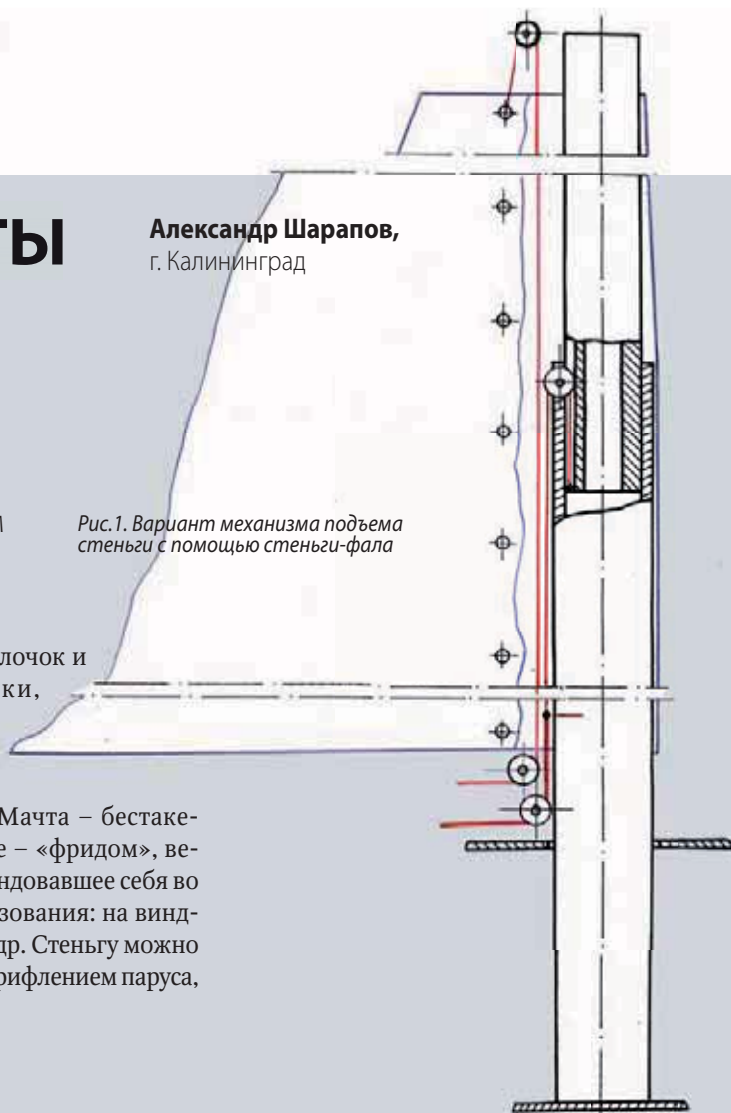 ТЫ
Александр Шарапов,
г. Калининград
Рис.1. Вариант механизма подъема
стеньги с помощью стеньги-фала
лочок и
ки,
Мачта – бестаке-
е – «фридом», ве-
ндовавшее себя во
зования: на винд-
др. Стеньгу можно
рифлением паруса,